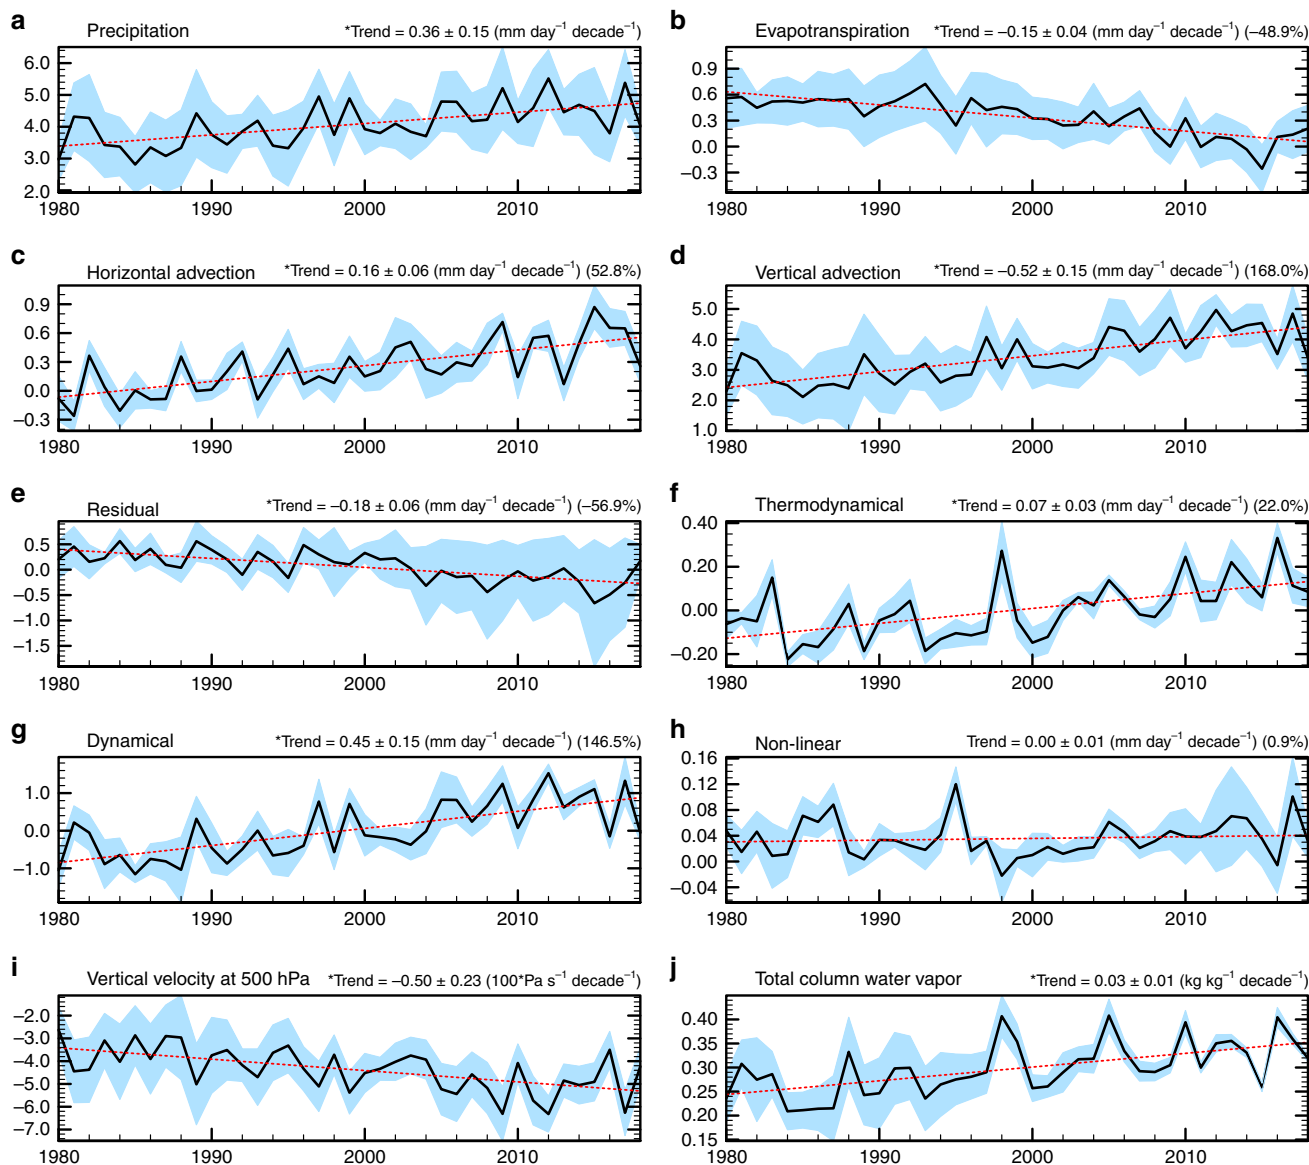 a Precipitation *Trend = 0.36 ± 0.15 (mm day⁻¹ decade⁻¹)
6.0
5.0
4.0
3.0
2.0
1980 1990 2000 2010
b Evapotranspiration *Trend = −0.15 ± 0.04 (mm day⁻¹ decade⁻¹) (−48.9%)
0.9
0.6
0.3
0.0
−0.3
1980 1990 2000 2010
c Horizontal advection *Trend = 0.16 ± 0.06 (mm day⁻¹ decade⁻¹) (52.8%)
0.9
0.6
0.3
0.0
−0.3
1980 1990 2000 2010
d Vertical advection *Trend = −0.52 ± 0.15 (mm day⁻¹ decade⁻¹) (168.0%)
5.0
4.0
3.0
2.0
1.0
1980 1990 2000 2010
e Residual *Trend = −0.18 ± 0.06 (mm day⁻¹ decade⁻¹) (−56.9%)
0.5
0.0
−0.5
−1.0
−1.5
1980 1990 2000 2010
f Thermodynamical *Trend = 0.07 ± 0.03 (mm day⁻¹ decade⁻¹) (22.0%)
0.40
0.20
0.00
−0.20
1980 1990 2000 2010
g Dynamical *Trend = 0.45 ± 0.15 (mm day⁻¹ decade⁻¹) (146.5%)
1.0
0.0
−1.0
1980 1990 2000 2010
h Non-linear Trend = 0.00 ± 0.01 (mm day⁻¹ decade⁻¹) (0.9%)
0.16
0.12
0.08
0.04
0.00
−0.04
1980 1990 2000 2010
i Vertical velocity at 500 hPa *Trend = −0.50 ± 0.23 (100*Pa s⁻¹ decade⁻¹)
−2.0
−3.0
−4.0
−5.0
−6.0
−7.0
1980 1990 2000 2010
j Total column water vapor *Trend = 0.03 ± 0.01 (kg kg⁻¹ decade⁻¹)
0.40
0.35
0.30
0.25
0.20
0.15
1980 1990 2000 2010